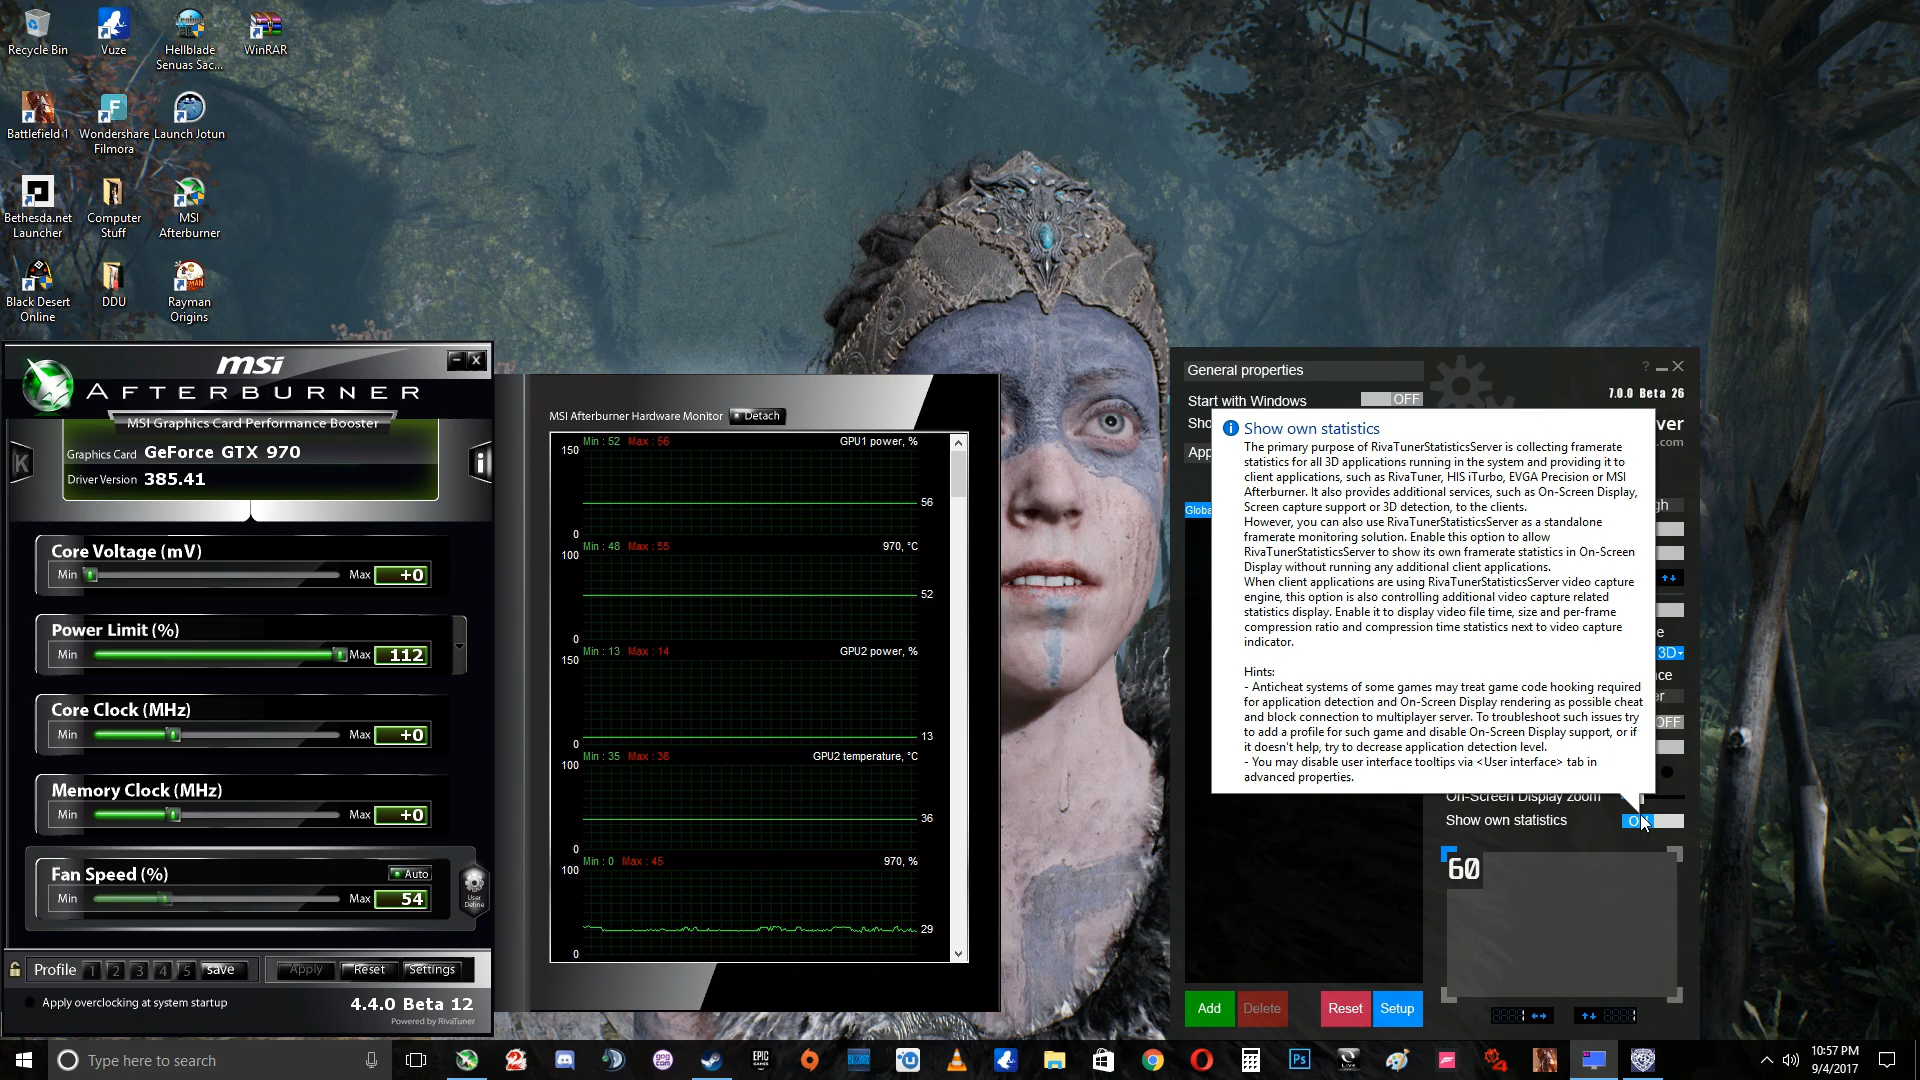 Recycle Bin
Vuze
Hellblade
Senuas Sac...
WinRAR
Battlefield 1
Wondershare
Filmora
Launch Jotun
Bethesda.net
Launcher
Computer
Stuff
MSI
Afterburner
Black Desert
Online
DDU
Rayman
Origins
msi
AFTERBURNER
MSI Graphics Card Performance Booster
K
i
Graphics Card GeForce GTX 970
Driver Version 385.41
Core Voltage (mV)
Min Max +0
Power Limit (%)
Min Max 112
Core Clock (MHz)
Min Max +0
Memory Clock (MHz)
Min Max +0
Fan Speed (%)
Auto
Min Max 54
User
Define
Profile 1 2 3 4 5 save
Apply Reset Settings
Apply overclocking at system startup
4.4.0 Beta 12
Powered by RivaTuner
MSI Afterburner Hardware Monitor Detach
Min : 52 Max : 56 GPU1 power, %
150
56
0
Min : 48 Max : 55 970, °C
100
52
0
Min : 13 Max : 14 GPU2 power, %
150
13
0
Min : 35 Max : 36 GPU2 temperature, °C
100
36
0
Min : 0 Max : 45 970, %
100
29
0
General properties
Start with Windows OFF
7.0.0 Beta 26
Sho
ver
.com
App
Globa
Show own statistics
The primary purpose of RivaTunerStatisticsServer is collecting framerate
statistics for all 3D applications running in the system and providing it to
client applications, such as RivaTuner, HIS iTurbo, EVGA Precision or MSI
Afterburner. It also provides additional services, such as On-Screen Display,
Screen capture support or 3D detection, to the clients.
However, you can also use RivaTunerStatisticsServer as a standalone
framerate monitoring solution. Enable this option to allow
RivaTunerStatisticsServer to show its own framerate statistics in On-Screen
Display without running any additional client applications.
When client applications are using RivaTunerStatisticsServer video capture
engine, this option is also controlling additional video capture related
statistics display. Enable it to display video file time, size and per-frame
compression ratio and compression time statistics next to video capture
indicator.
Hints:
- Anticheat systems of some games may treat game code hooking required
for application detection and On-Screen Display rendering as possible cheat
and block connection to multiplayer server. To troubleshoot such issues try
to add a profile for such game and disable On-Screen Display support, or if
it doesn't help, try to decrease application detection level.
- You may disable user interface tooltips via <User interface> tab in
advanced properties.
gh
e
3D
ce
er
OFF
On-Screen Display zoom
Show own statistics
60
Add Delete Reset Setup
Type here to search
EPIC
GAMES
Ps
10:57 PM
9/4/2017